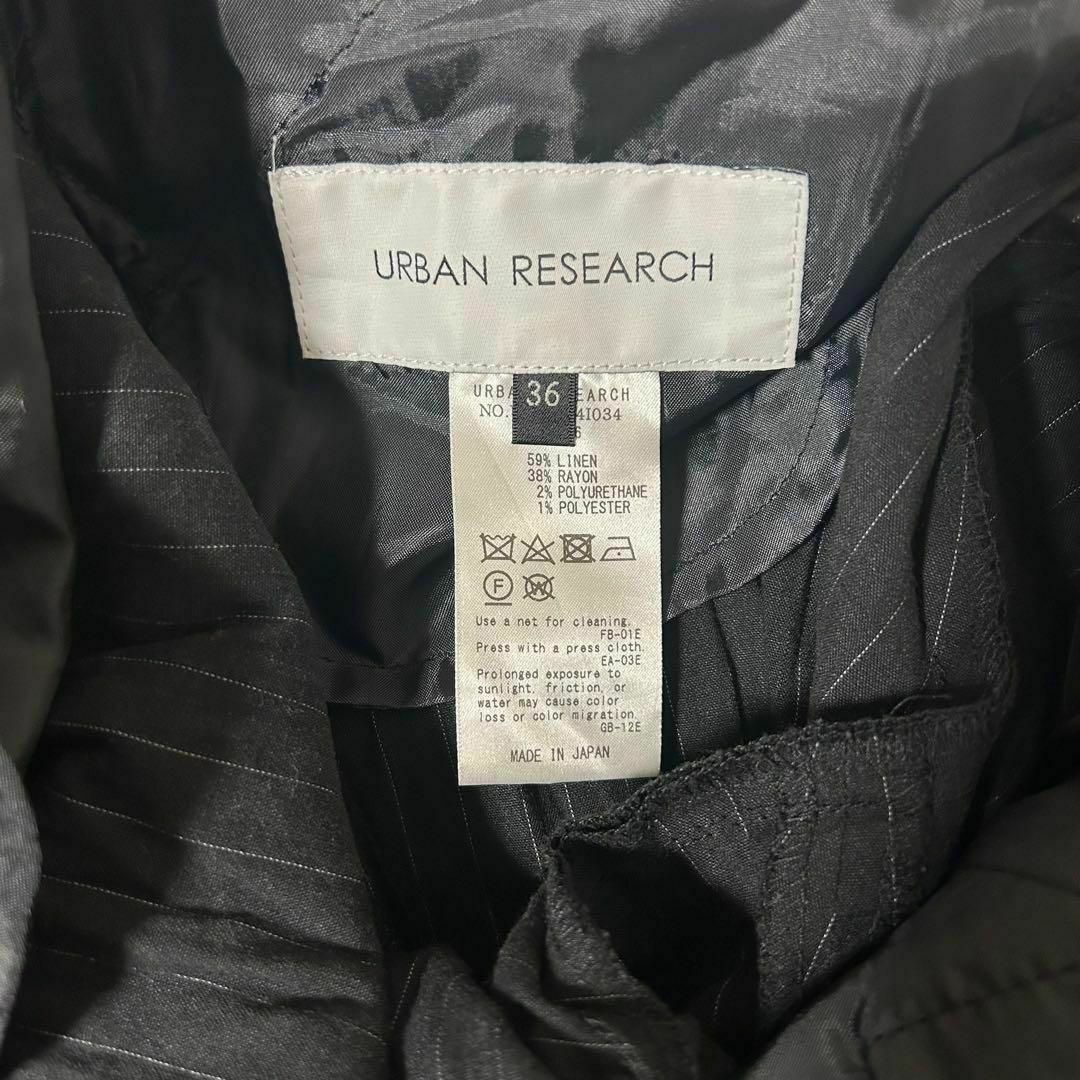 URBAN RESEARCH
36
URBA EARCH
NO. 4I034
6
59% LINEN
38% RAYON
2% POLYURETHANE
1% POLYESTER
F W
Use a net for cleaning.
FB-01E
Press with a press cloth.
EA-03E
Prolonged exposure to
sunlight, friction, or
water may cause color
loss or color migration.
GB-12E
MADE IN JAPAN